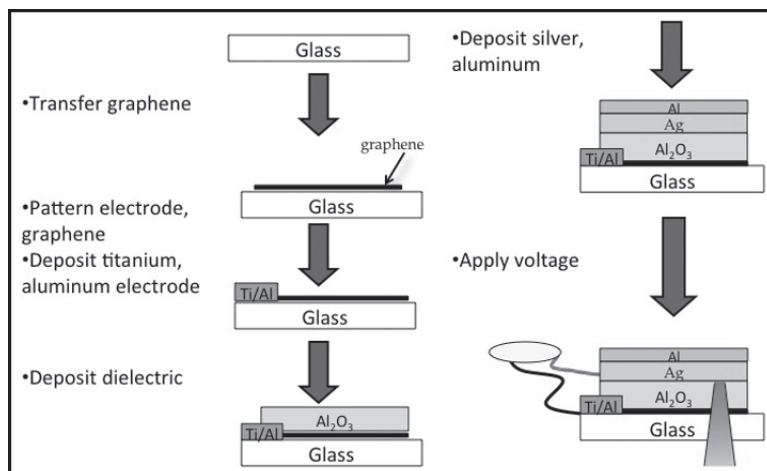 Glass
•Transfer graphene
graphene
Glass
•Pattern electrode,
graphene
•Deposit titanium,
aluminum electrode
Ti/Al
Glass
•Deposit dielectric
Al₂O₃
Ti/Al
Glass
•Deposit silver,
aluminum
Al
Ag
Al₂O₃
Ti/Al
Glass
•Apply voltage
Al
Ag
Al₂O₃
Ti/Al
Glass